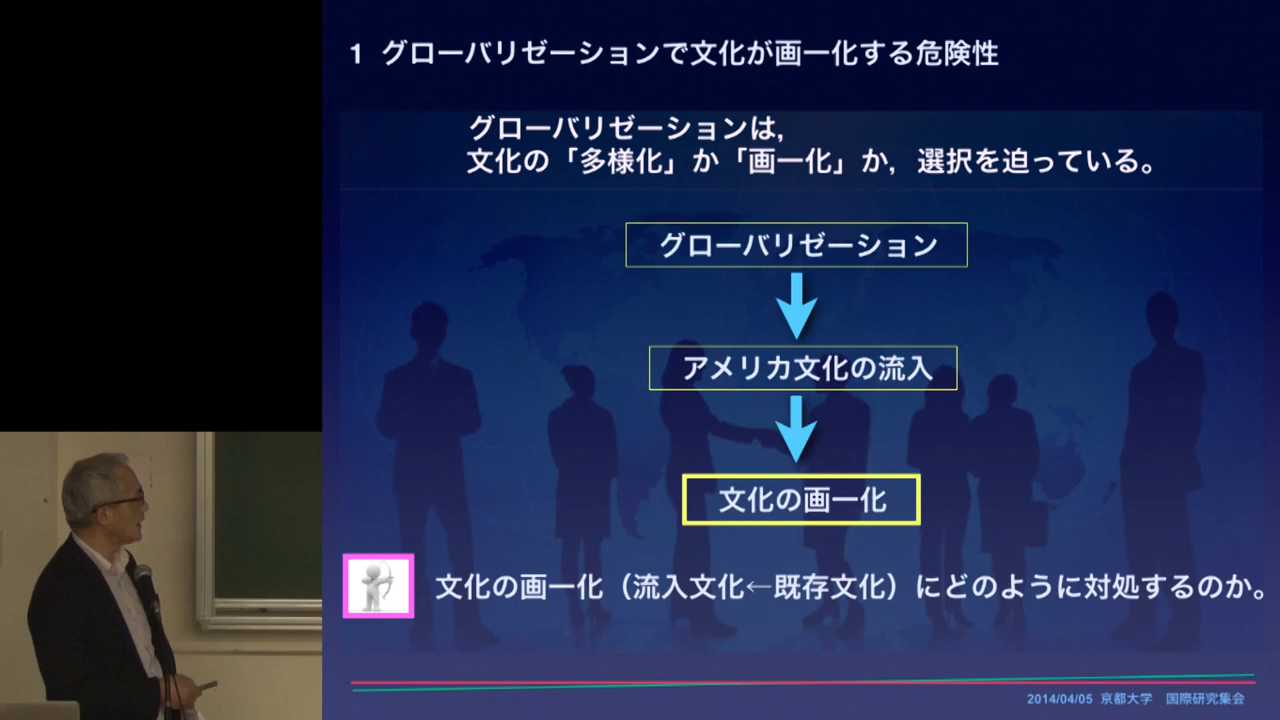 1 グローバリゼーションで文化が画一化する危険性
グローバリゼーションは,
文化の「多様化」か「画一化」か, 選択を迫っている。
グローバリゼーション
アメリカ文化の流入
文化の画一化
文化の画一化（流入文化←既存文化）にどのように対処するのか。
2014/04/05 京都大学 国際研究集会